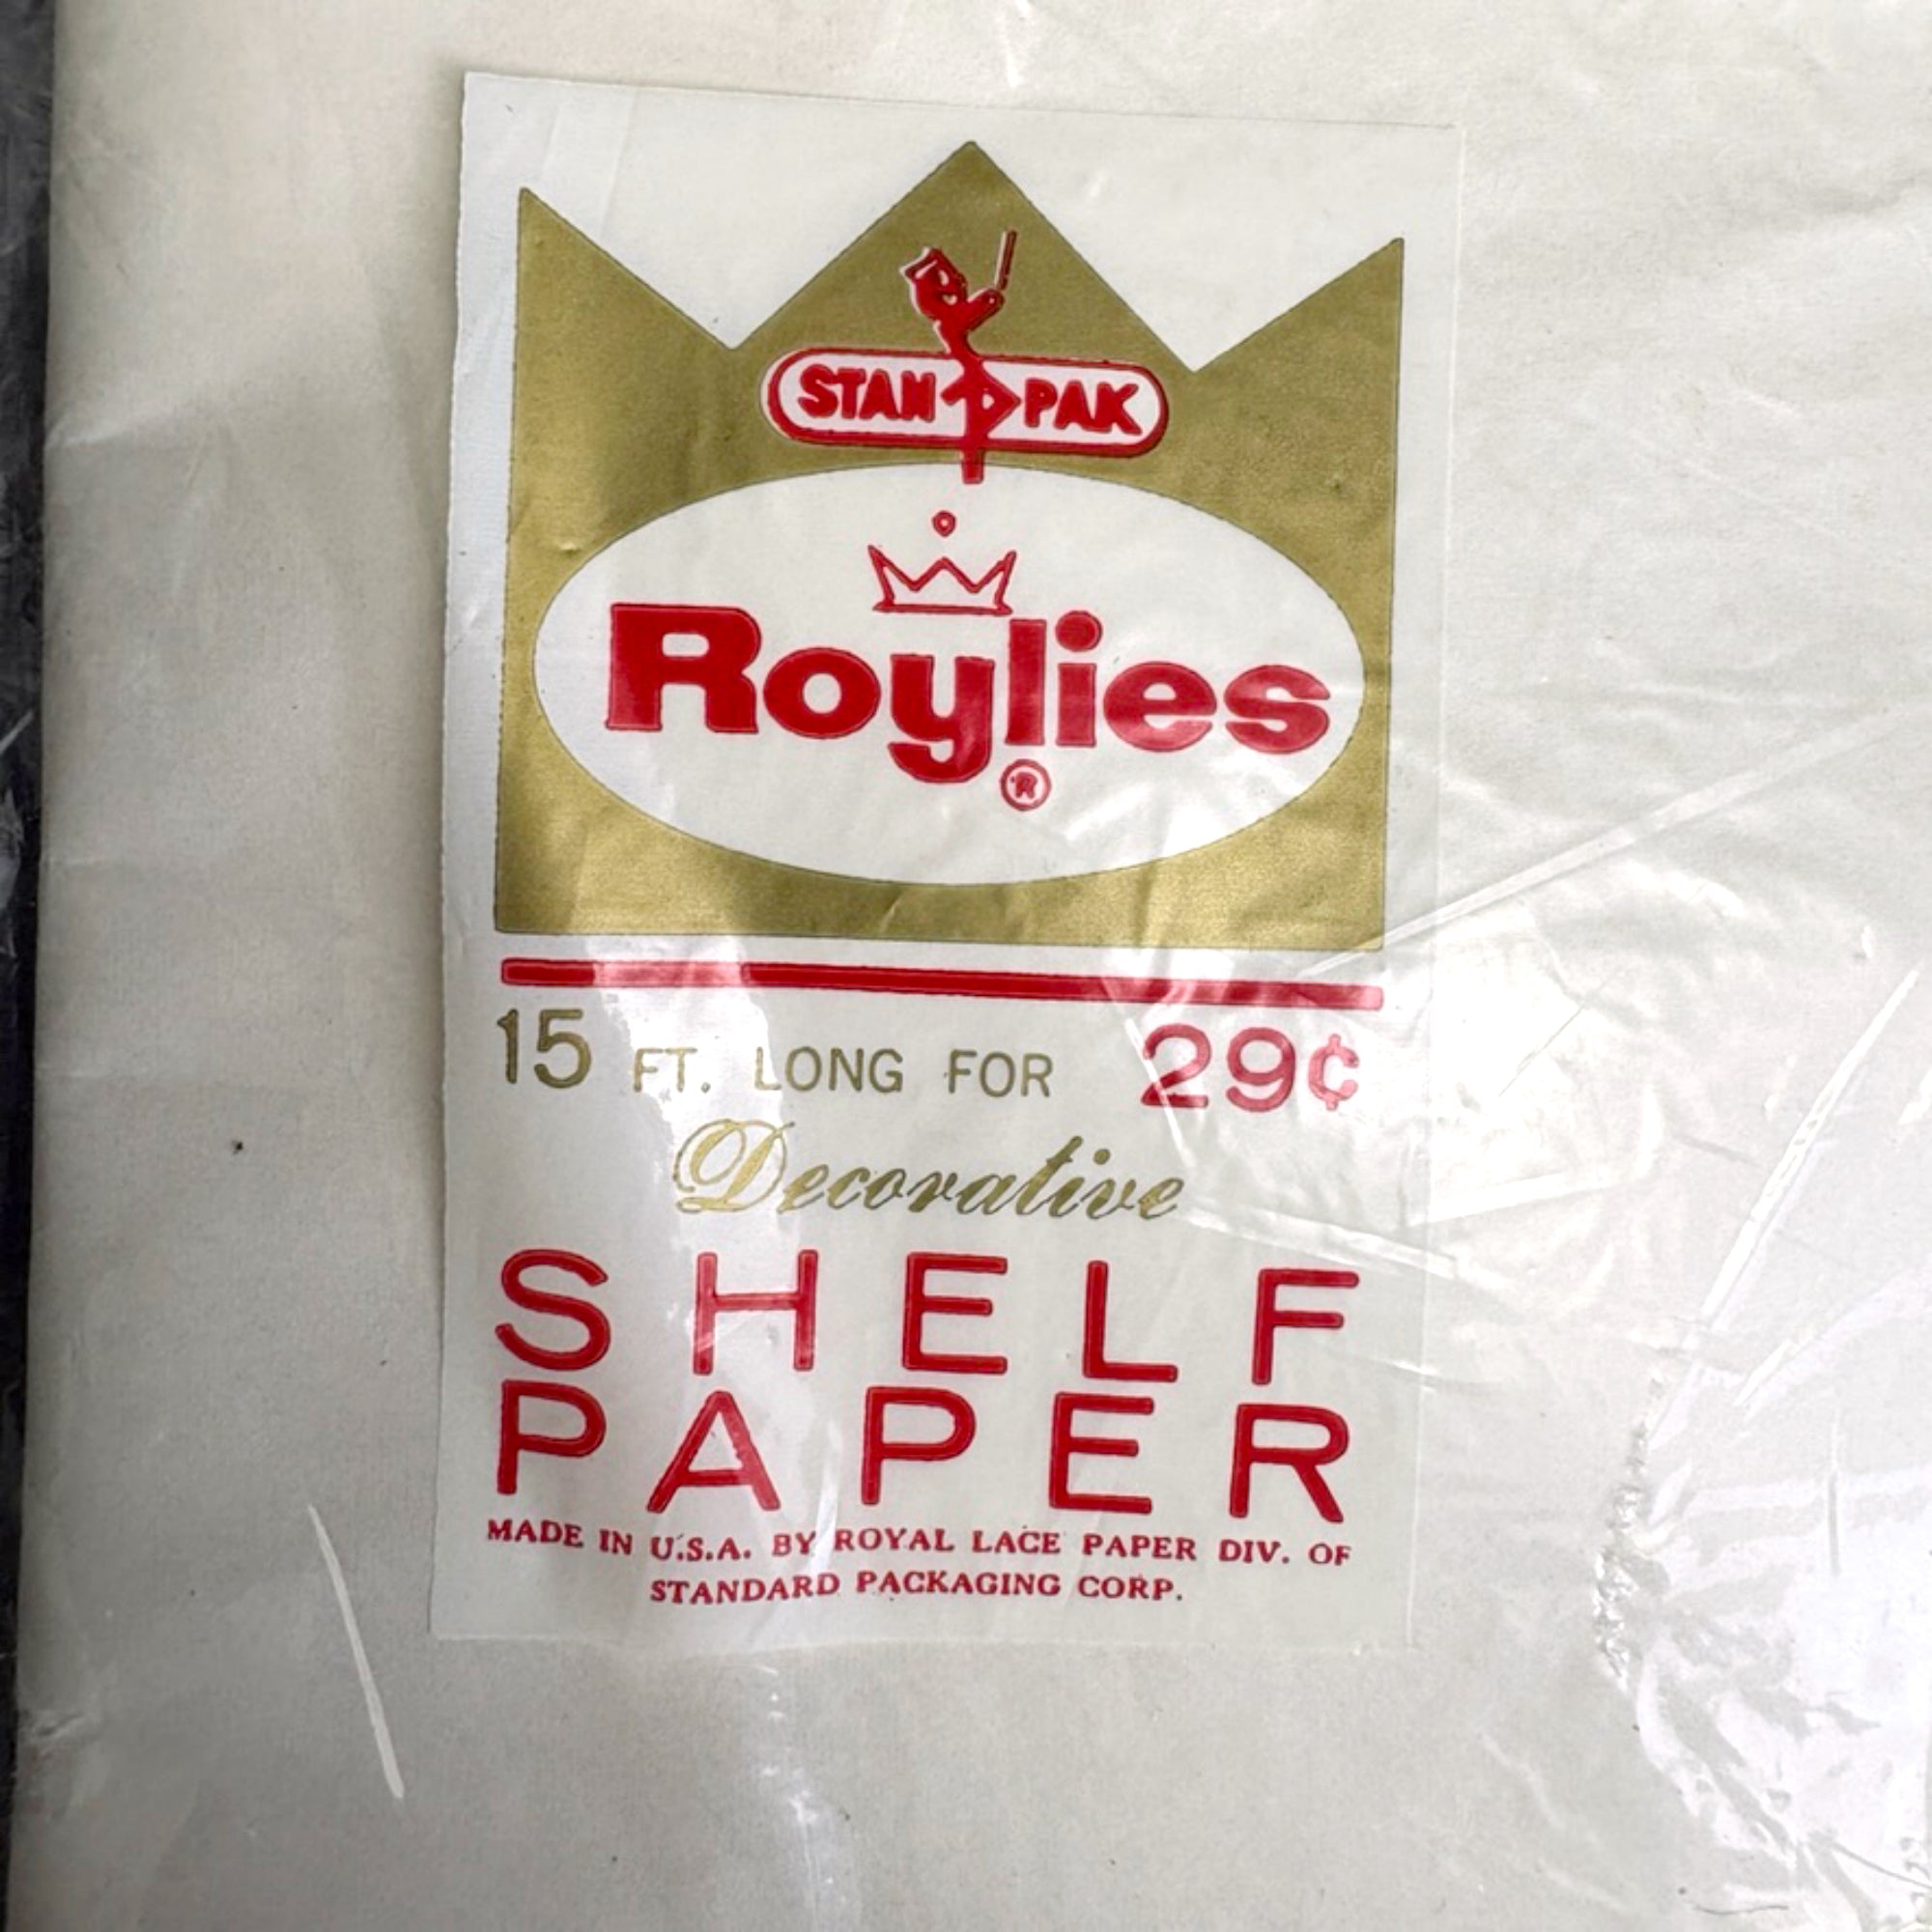 STAN PAK
Roylies
®
15 FT. LONG FOR 29¢
Decorative
SHELF
PAPER
MADE IN U.S.A. BY ROYAL LACE PAPER DIV. OF
STANDARD PACKAGING CORP.